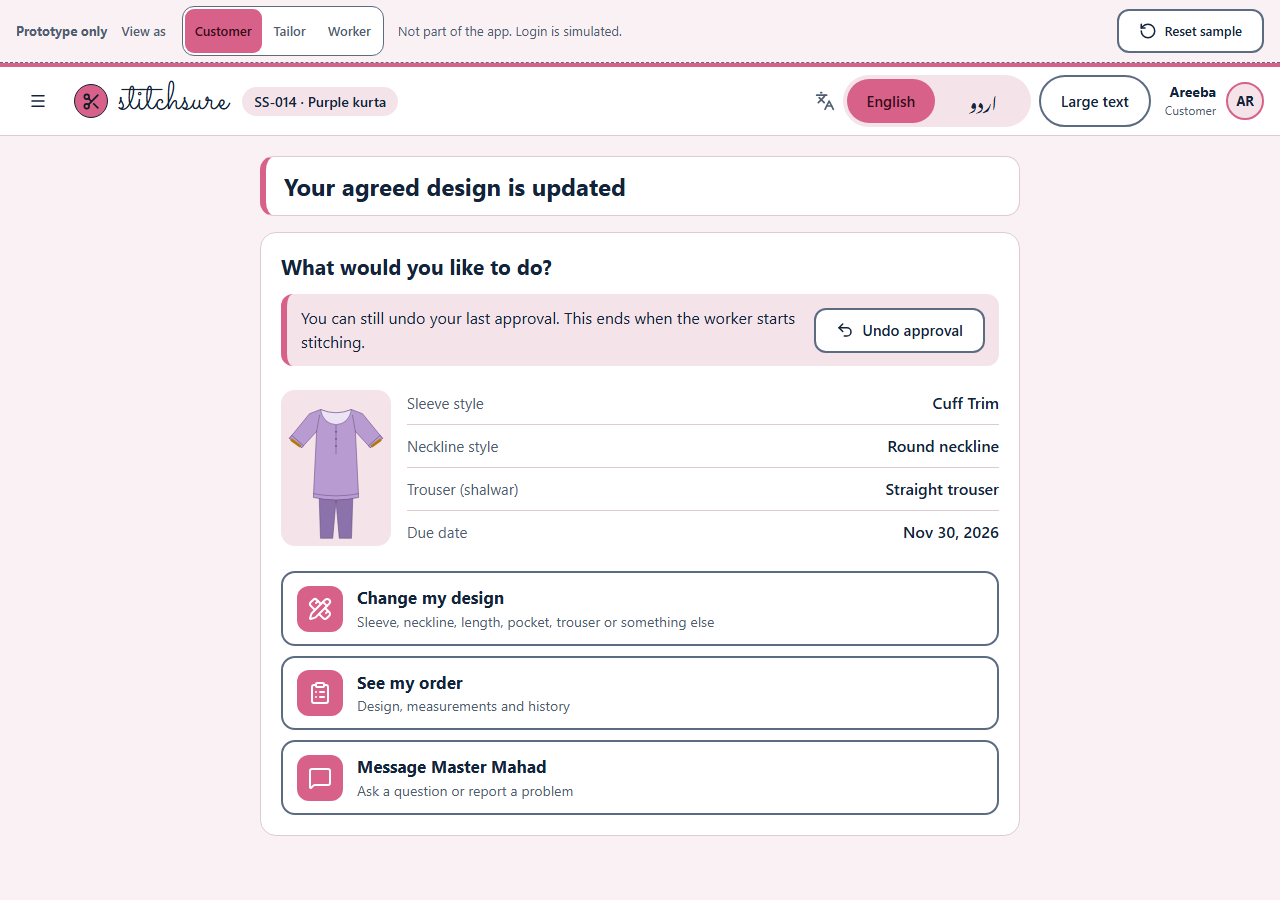 Prototype only View as Customer Tailor Worker Not part of the app. Login is simulated. Reset sample
stitchsure SS-014 · Purple kurta English اردو Large text Areeba AR
Customer
Your agreed design is updated
What would you like to do?
You can still undo your last approval. This ends when the worker starts
stitching.
Undo approval
Sleeve style Cuff Trim
Neckline style Round neckline
Trouser (shalwar) Straight trouser
Due date Nov 30, 2026
Change my design
Sleeve, neckline, length, pocket, trouser or something else
See my order
Design, measurements and history
Message Master Mahad
Ask a question or report a problem